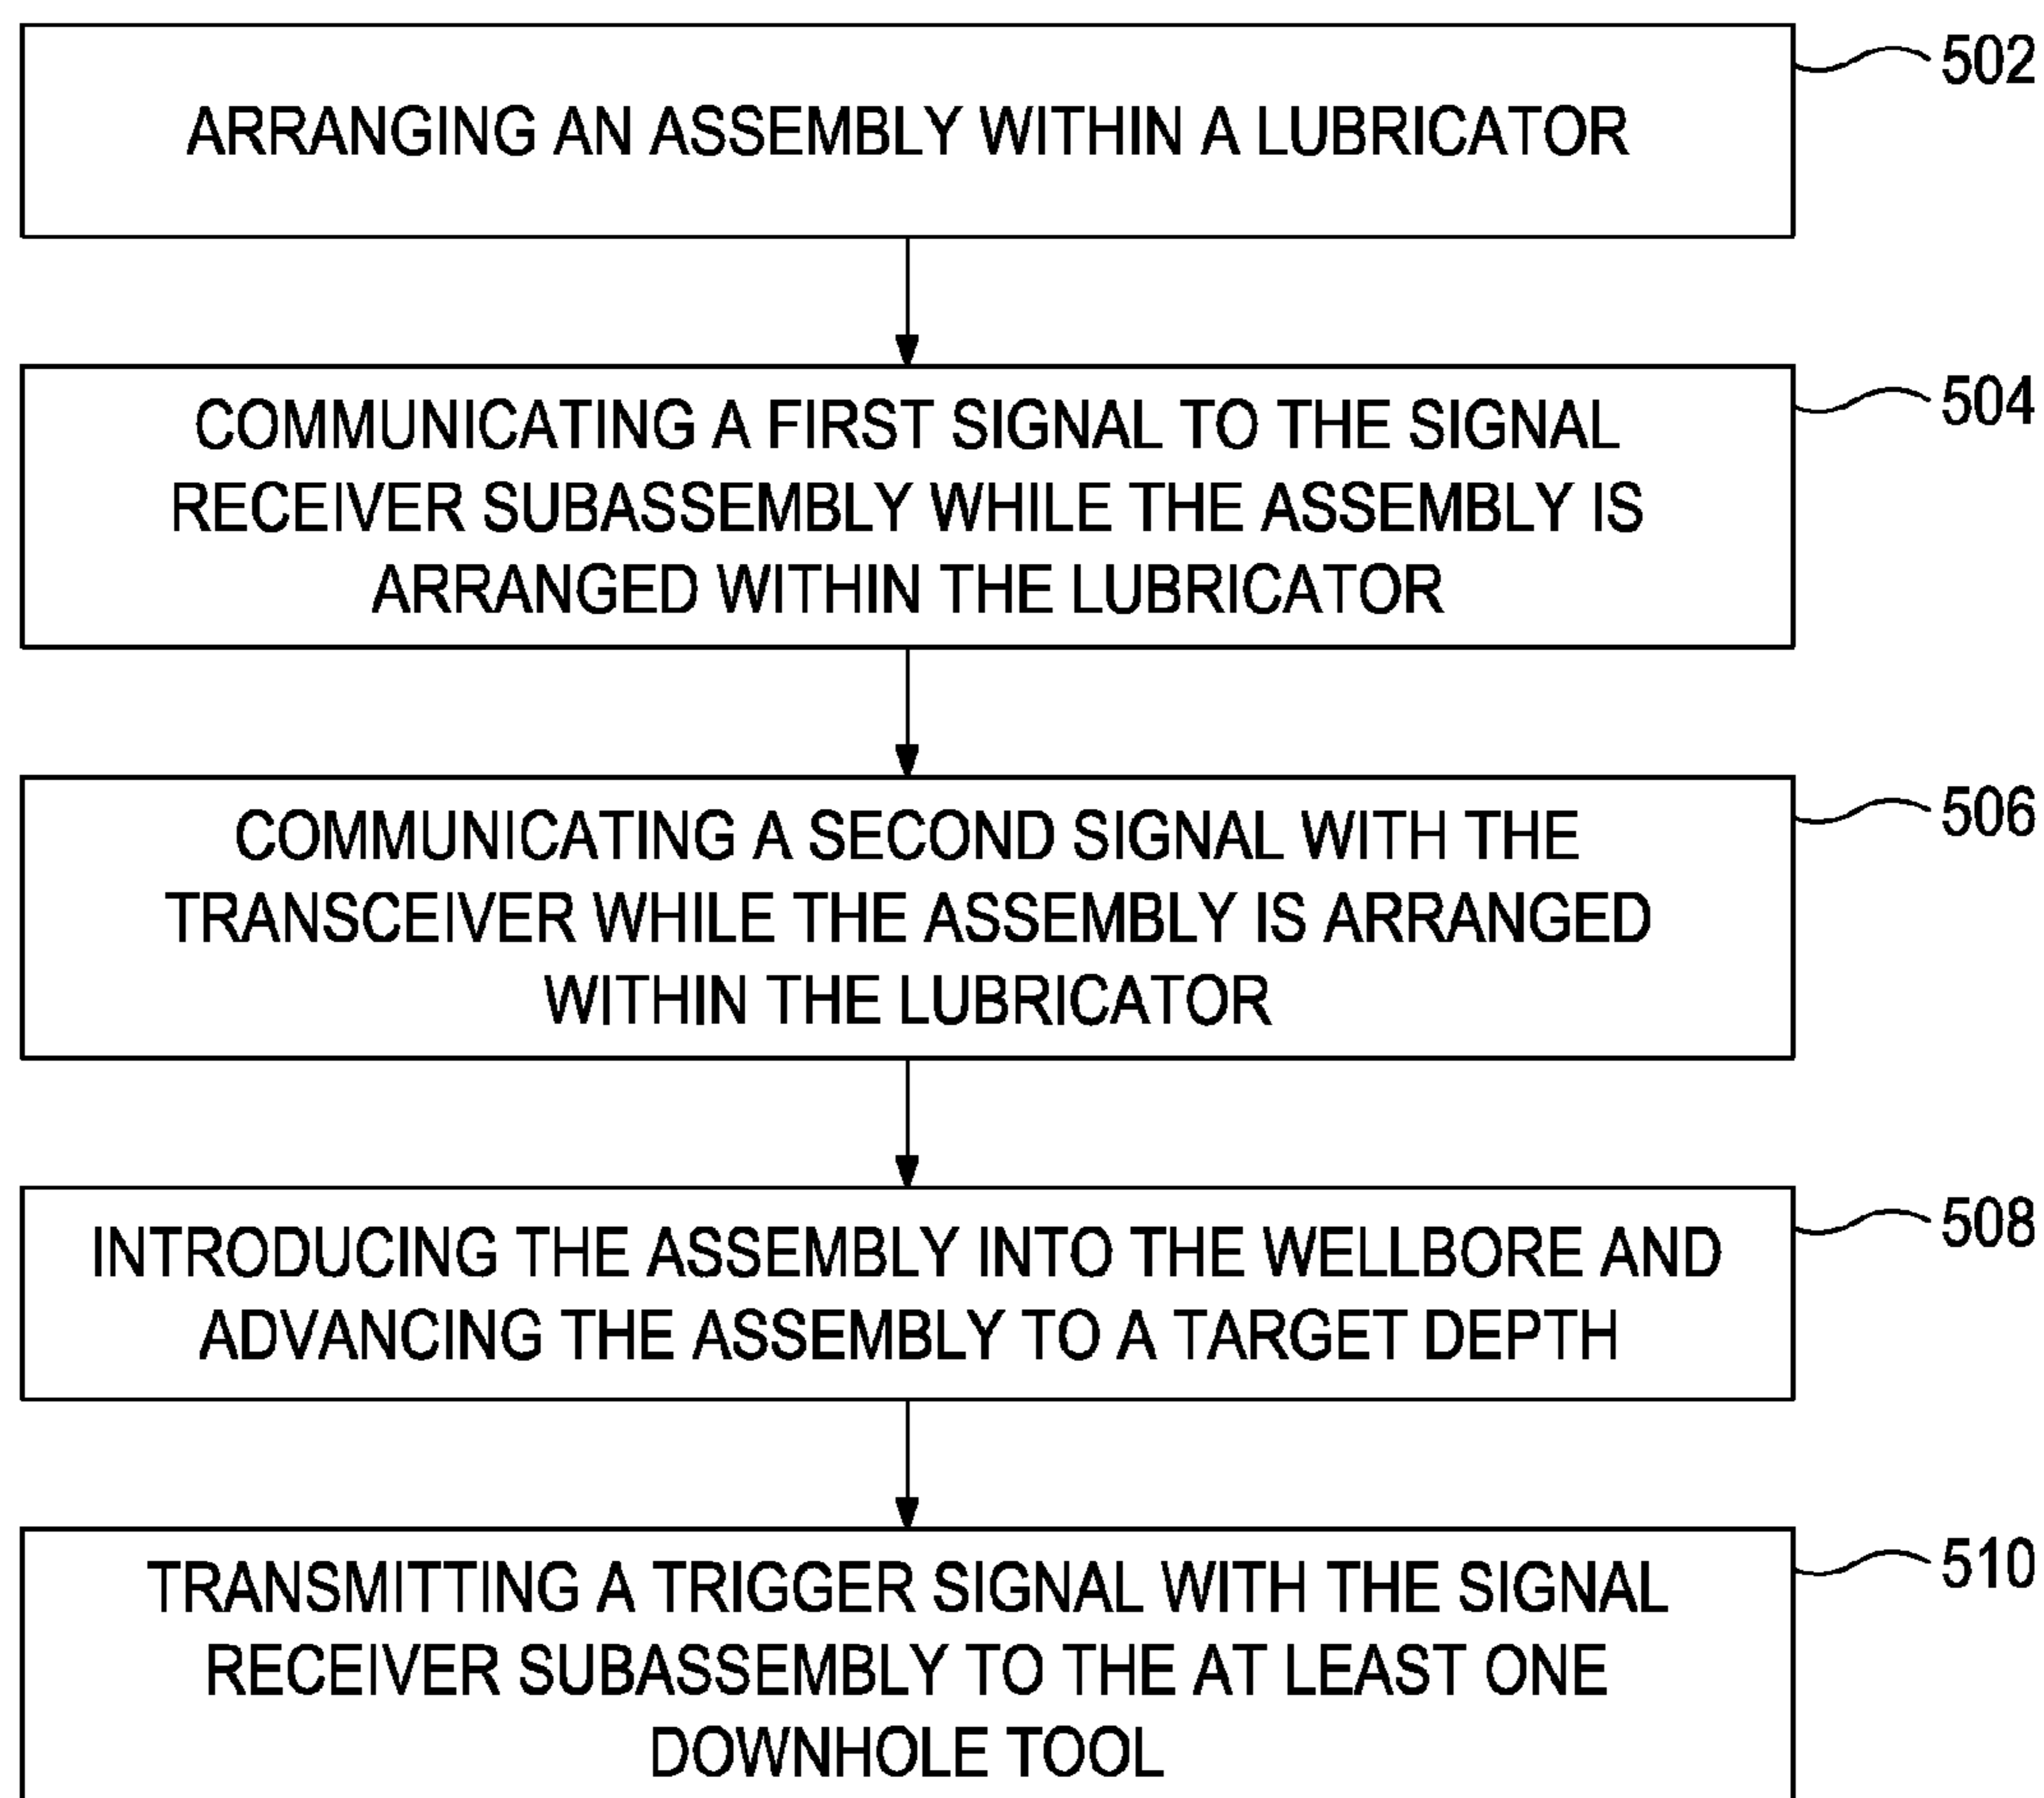 502
ARRANGING AN ASSEMBLY WITHIN A LUBRICATOR
504
COMMUNICATING A FIRST SIGNAL TO THE SIGNAL
RECEIVER SUBASSEMBLY WHILE THE ASSEMBLY IS
ARRANGED WITHIN THE LUBRICATOR
506
COMMUNICATING A SECOND SIGNAL WITH THE
TRANSCEIVER WHILE THE ASSEMBLY IS ARRANGED
WITHIN THE LUBRICATOR
508
INTRODUCING THE ASSEMBLY INTO THE WELLBORE AND
ADVANCING THE ASSEMBLY TO A TARGET DEPTH
510
TRANSMITTING A TRIGGER SIGNAL WITH THE SIGNAL
RECEIVER SUBASSEMBLY TO THE AT LEAST ONE
DOWNHOLE TOOL